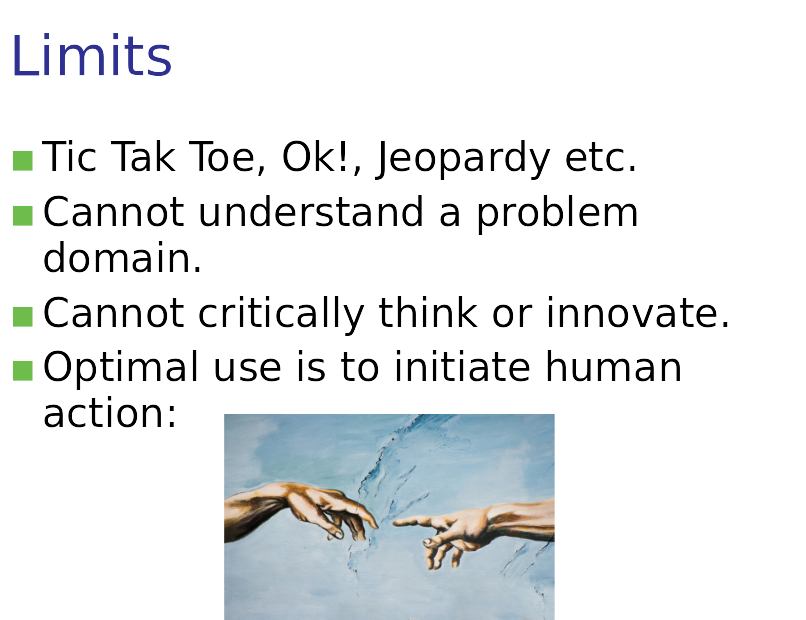 Limits
Tic Tak Toe, Ok!, Jeopardy etc.
Cannot understand a problem
domain.
Cannot critically think or innovate.
Optimal use is to initiate human
action: